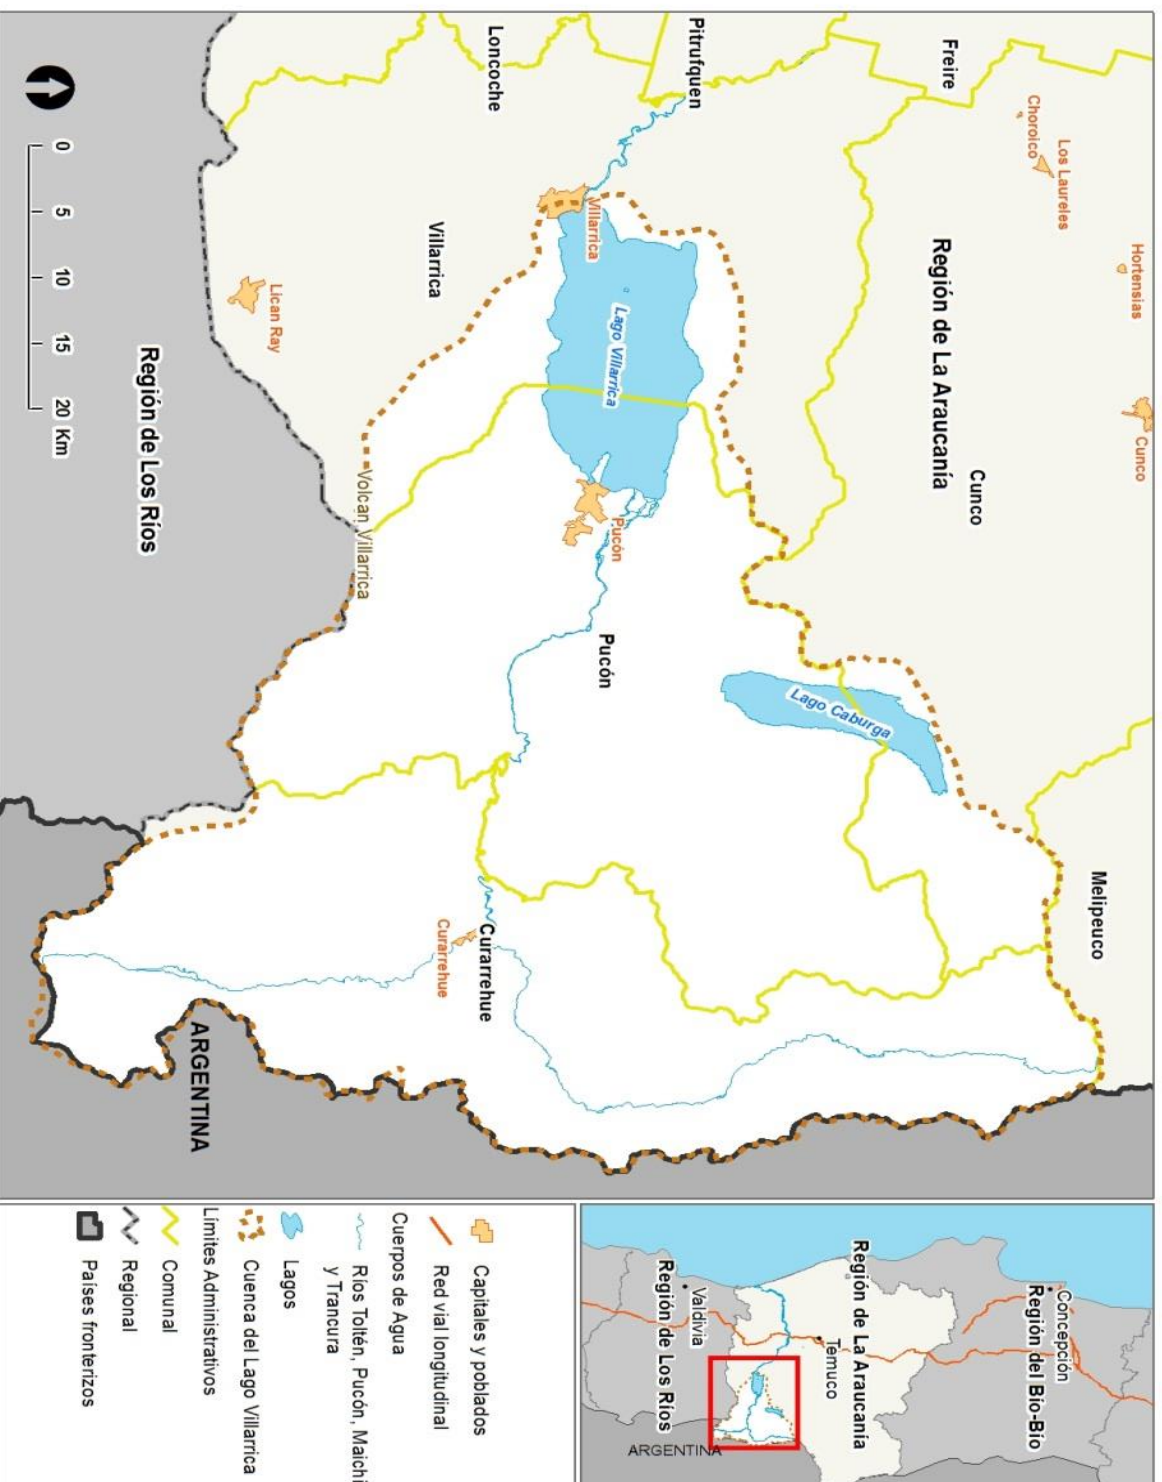 Freire
Cunco
Melipeuco
Región de La Araucanía
Choroico
Los Laureles
Hortensias
Cunco
Pitrufquen
Loncoche
Villarrica
Villarrica
Lago Villarrica
Pucón
Pucón
Lago Caburga
Curarrehue
Curarrehue
Lican Ray
Volcan Villarrica
Región de Los Ríos
ARGENTINA
0 5 10 15 20 Km
Concepción
Región del Bio-Bío
Región de La Araucanía
Temuco
Valdivia
Región de Los Ríos
ARGENTINA
Capitales y poblados
Red vial longitudinal
Cuerpos de Agua
Ríos Toltén, Pucón, Maichi
y Trancura
Lagos
Cuenca del Lago Villarrica
Límites Administrativos
Comunal
Regional
Países fronterizos